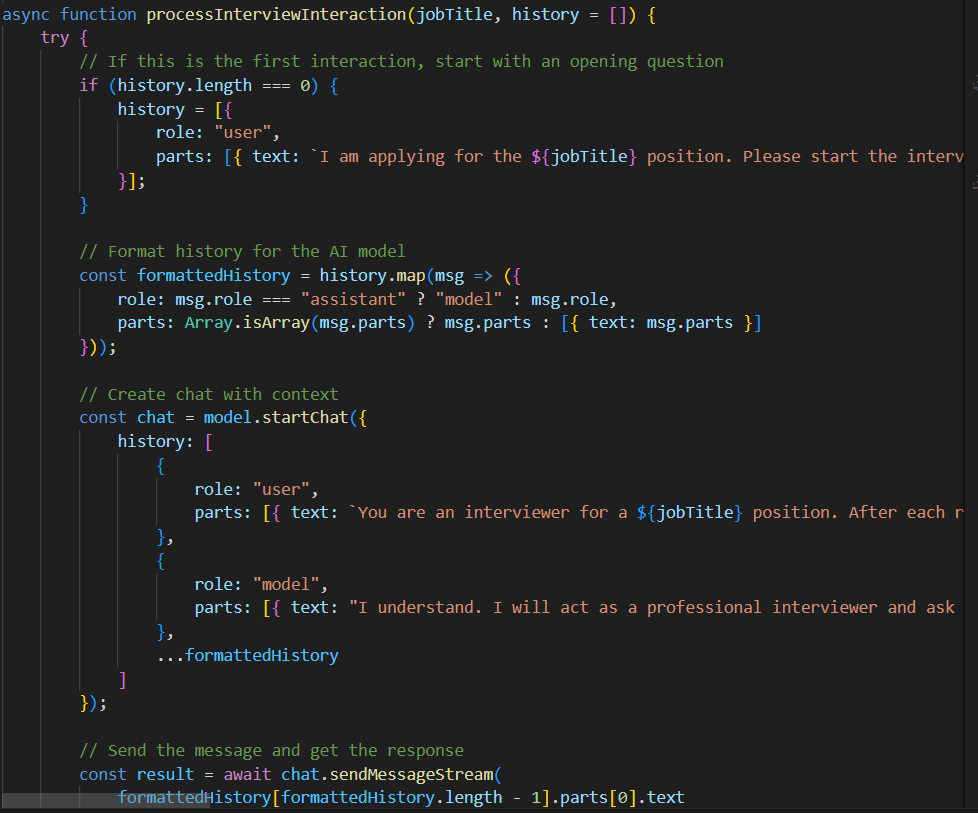 async function processInterviewInteraction(jobTitle, history = []) {
try {
// If this is the first interaction, start with an opening question
if (history.length === 0) {
history = [{
role: "user",
parts: [{ text: `I am applying for the ${jobTitle} position. Please start the interv
}];
}
// Format history for the AI model
const formattedHistory = history.map(msg => ({
role: msg.role === "assistant" ? "model" : msg.role,
parts: Array.isArray(msg.parts) ? msg.parts : [{ text: msg.parts }]
}));
// Create chat with context
const chat = model.startChat({
history: [
{
role: "user",
parts: [{ text: `You are an interviewer for a ${jobTitle} position. After each r
},
{
role: "model",
parts: [{ text: "I understand. I will act as a professional interviewer and ask
},
...formattedHistory
]
});
// Send the message and get the response
const result = await chat.sendMessageStream(
formattedHistory[formattedHistory.length - 1].parts[0].text